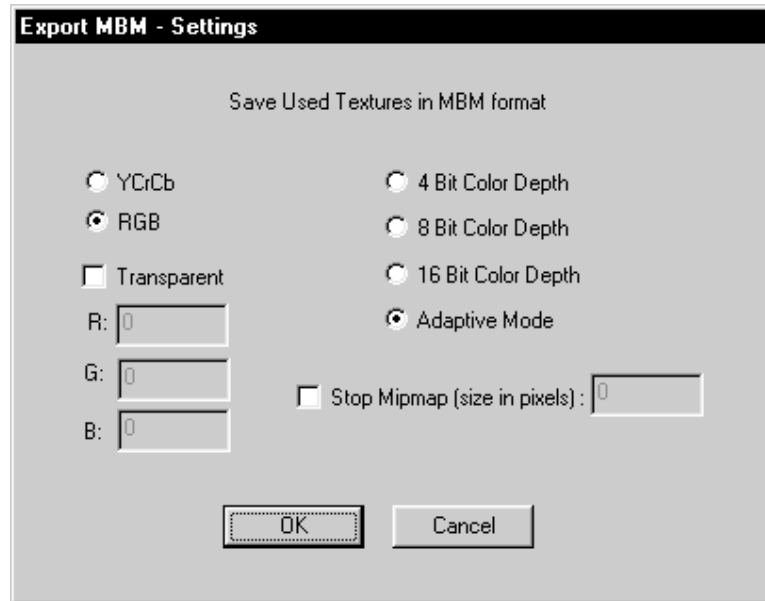 Export MBM - Settings
Save Used Textures in MBM format
YCrCb
RGB
Transparent
R: 0
G: 0
B: 0
4 Bit Color Depth
8 Bit Color Depth
16 Bit Color Depth
Adaptive Mode
Stop Mipmap (size in pixels) : 0
OK
Cancel